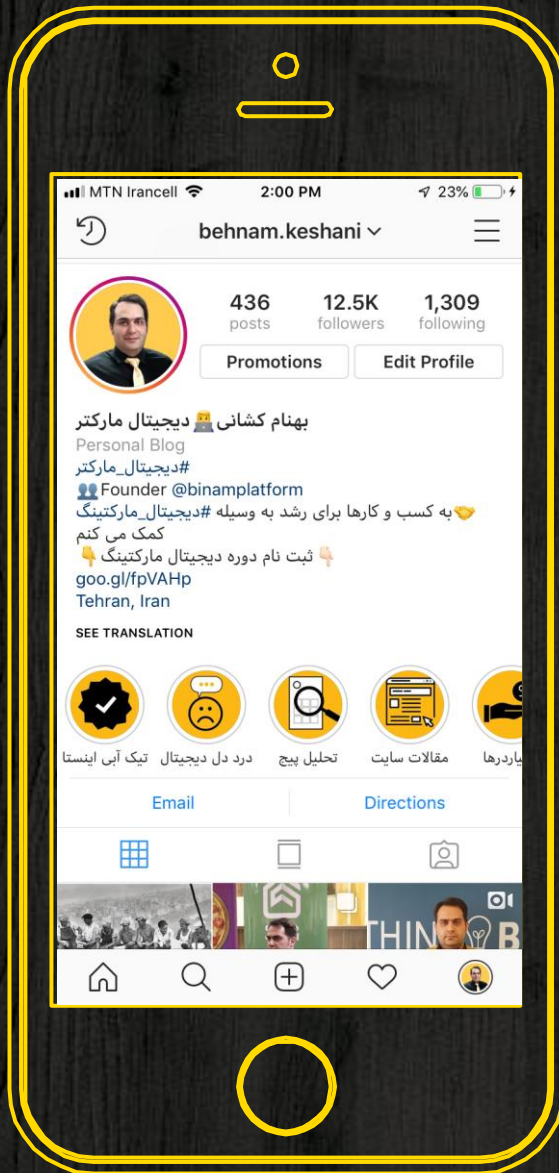 MTN Irancell 2:00 PM 23%
behnam.keshani
436 12.5K 1,309
posts followers following
Promotions Edit Profile
بهنام کشانی👨‍💻 دیجیتال مارکتر
Personal Blog
#دیجیتال_مارکتر
👥Founder @binamplatform
🤝به کسب و کارها برای رشد به وسیله #دیجیتال_مارکتینگ
کمک می کنم
👇🏻 ثبت نام دوره دیجیتال مارکتینگ 👇
goo.gl/fpVAHp
Tehran, Iran
SEE TRANSLATION
تیک آبی اینستا درد دل دیجیتال تحلیل پیج مقالات سایت
Email Directions